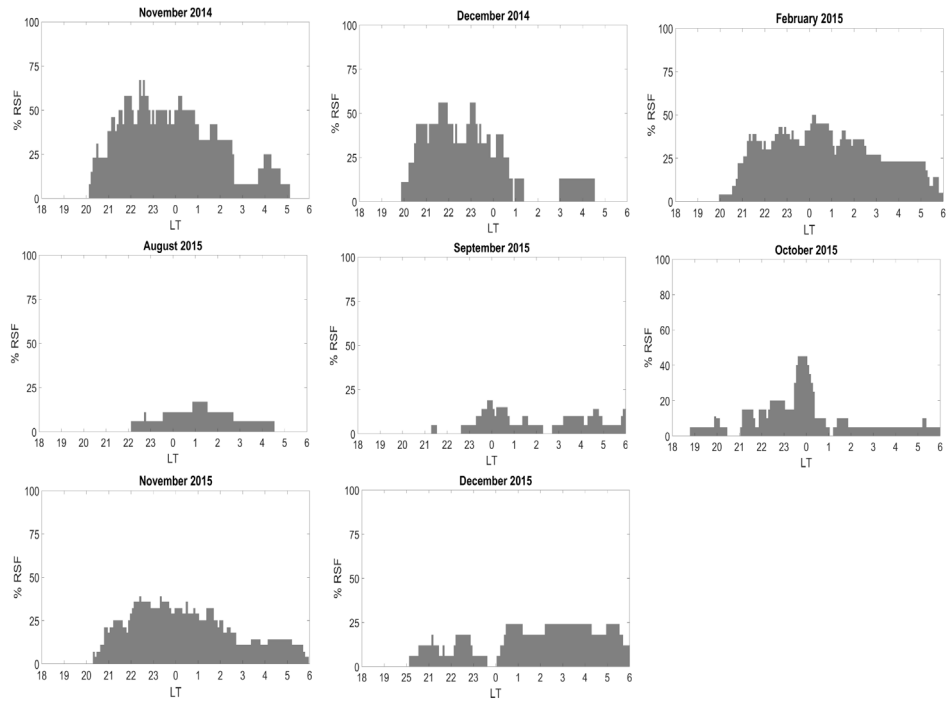 November 2014
100
75
50
25
0
% RSF
18 19 20 21 22 23 0 1 2 3 4 5 6
LT
December 2014
100
75
50
25
0
% RSF
18 19 20 21 22 23 0 1 2 3 4 5 6
LT
February 2015
100
75
50
25
0
% RSF
18 19 20 21 22 23 0 1 2 3 4 5 6
LT
August 2015
100
75
50
25
0
% RSF
18 19 20 21 22 23 0 1 2 3 4 5 6
LT
September 2015
100
75
50
25
0
% RSF
18 19 20 21 22 23 0 1 2 3 4 5 6
LT
October 2015
100
80
60
40
20
0
% RSF
18 19 20 21 22 23 0 1 2 3 4 5 6
LT
November 2015
100
75
50
25
0
% RSF
18 19 20 21 22 23 0 1 2 3 4 5 6
LT
December 2015
100
75
50
25
0
% RSF
18 19 25 21 22 23 0 1 2 3 4 5 6
LT